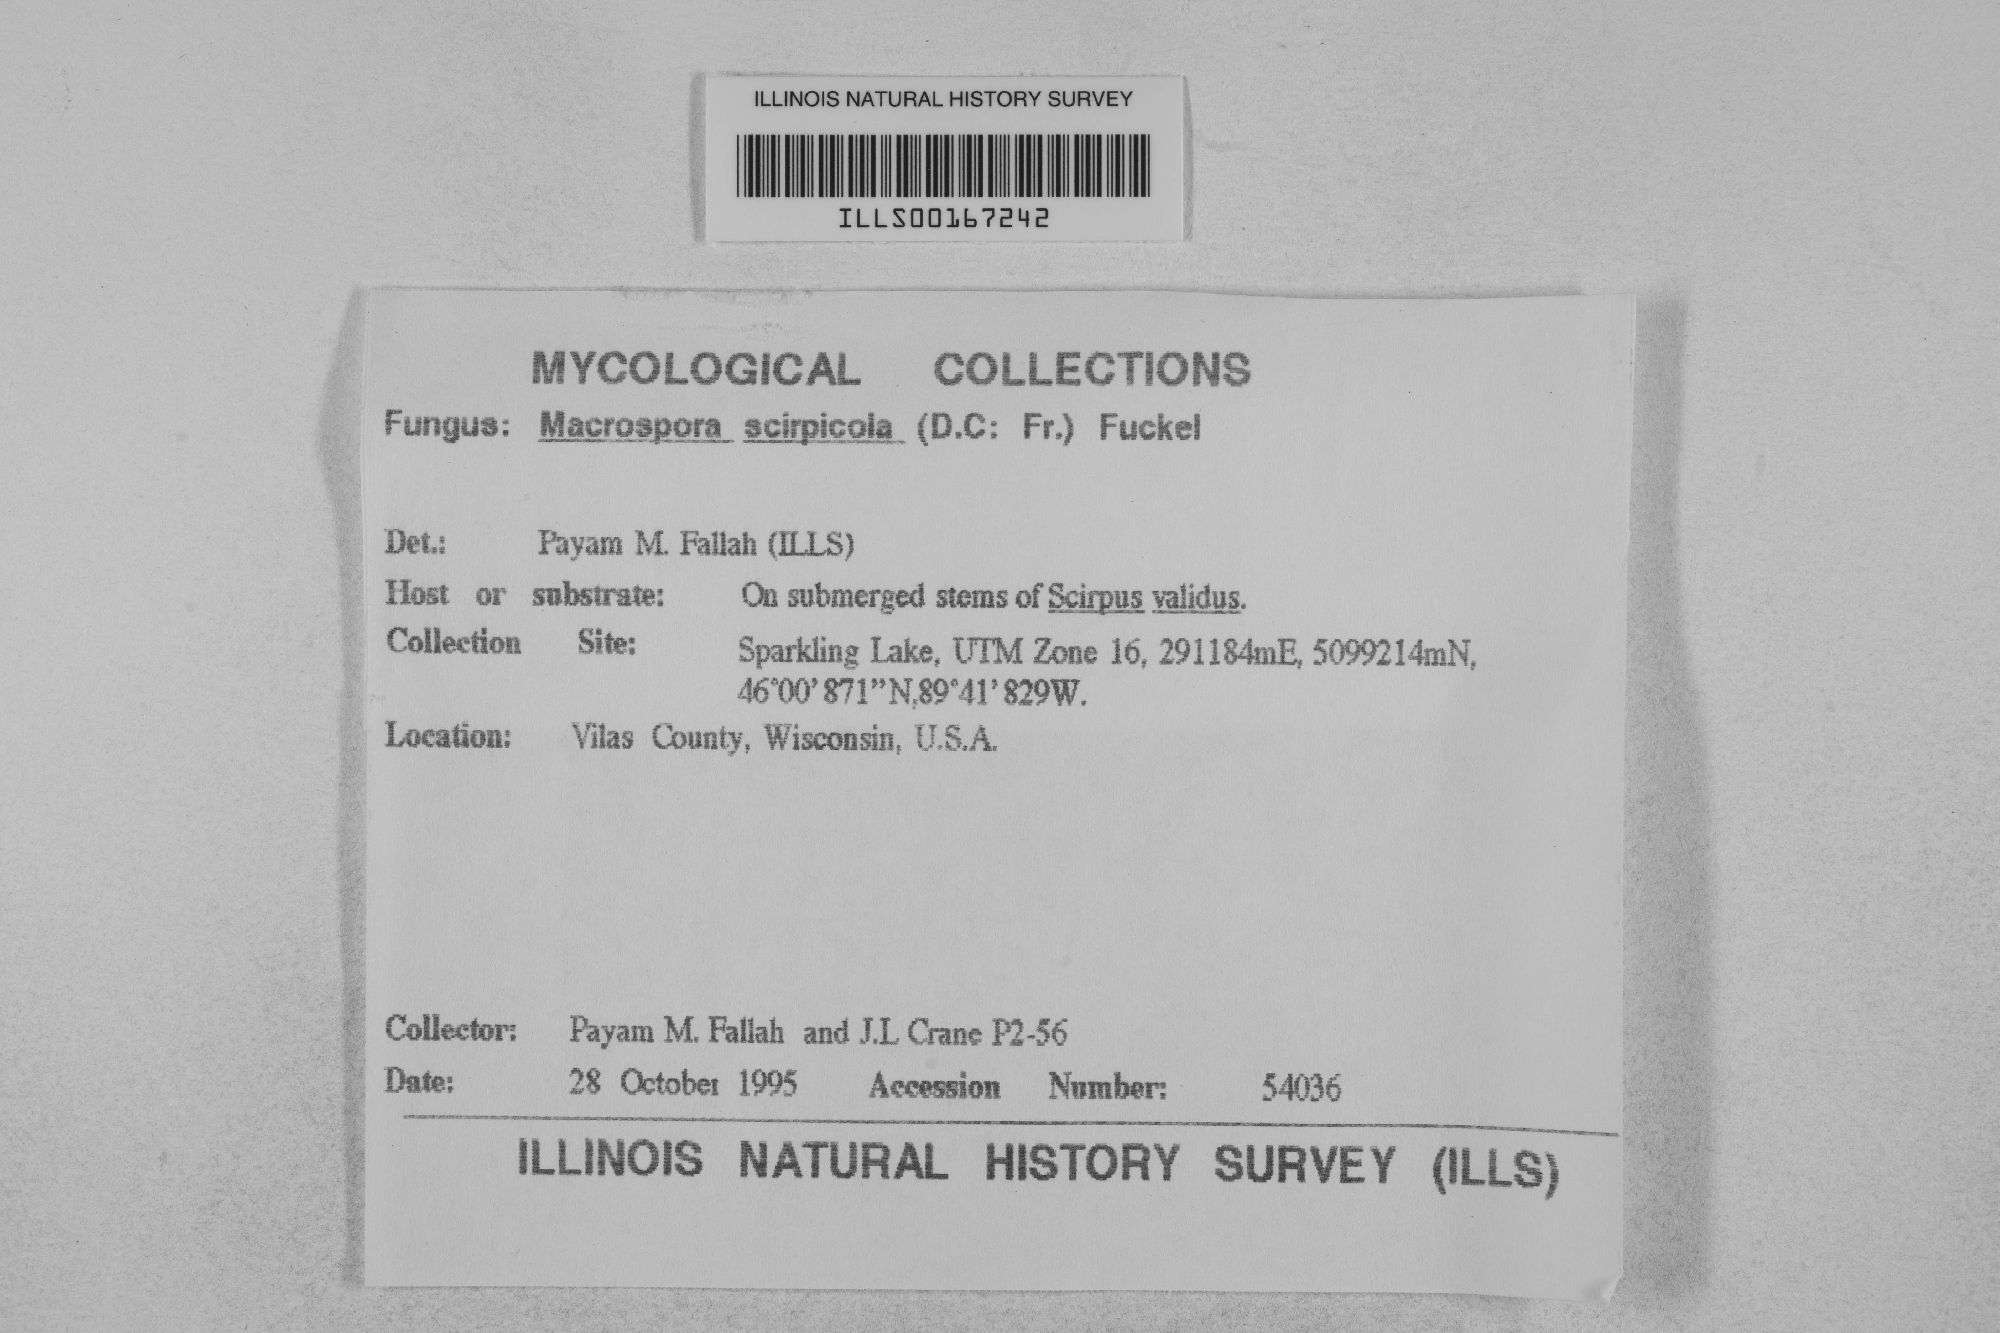 ILLINOIS NATURAL HISTORY SURVEY
ILLS00167242
MYCOLOGICAL COLLECTIONS
Fungus: Macrospora scirpicola (D.C: Fr.) Fuckel
Det.: Payam M. Fallah (ILLS)
Host or substrate: On submerged stems of Scirpus validus.
Collection Site: Sparkling Lake, UTM Zone 16, 291184mE, 5099214mN,
46°00'871”N,89°41'829W.
Location: Vilas County, Wisconsin, U.S.A.
Collector: Payam M. Fallah and J.L Crane P2-56
Date: 28 October 1995 Accession Number: 54036
ILLINOIS NATURAL HISTORY SURVEY (ILLS)